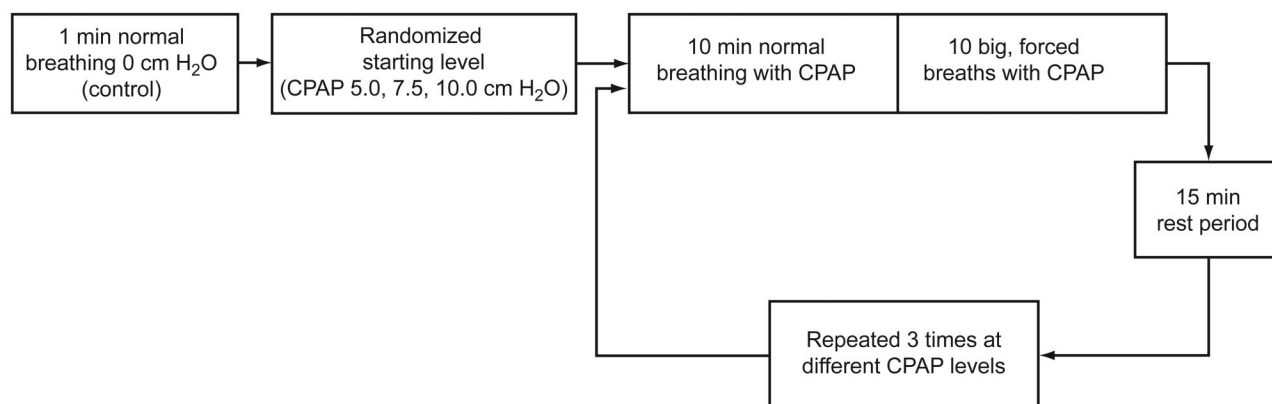 1 min normal
breathing 0 cm H₂O
(control)
Randomized
starting level
(CPAP 5.0, 7.5, 10.0 cm H₂O)
10 min normal
breathing with CPAP
10 big, forced
breaths with CPAP
15 min
rest period
Repeated 3 times at
different CPAP levels